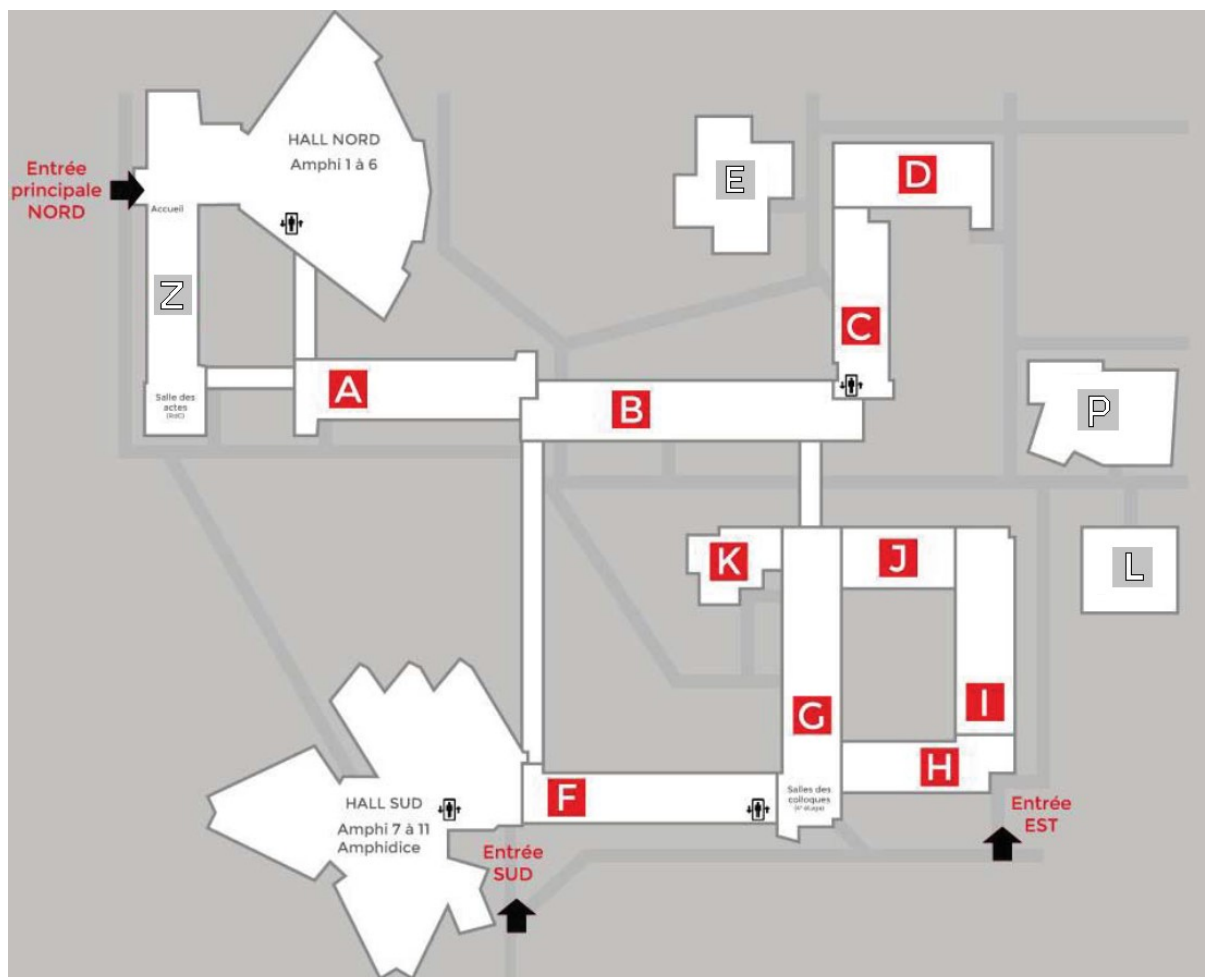 HALL NORD
Amphi 1 à 6
Entrée
principale
NORD
Accueil
E
D
Z
C
A
B
P
Salle des
actes
(RdC)
K
J
L
G
I
H
F
Salles des
colloques
HALL SUD
Amphi 7 à 11
Amphidice
Entrée
SUD
Entrée
EST